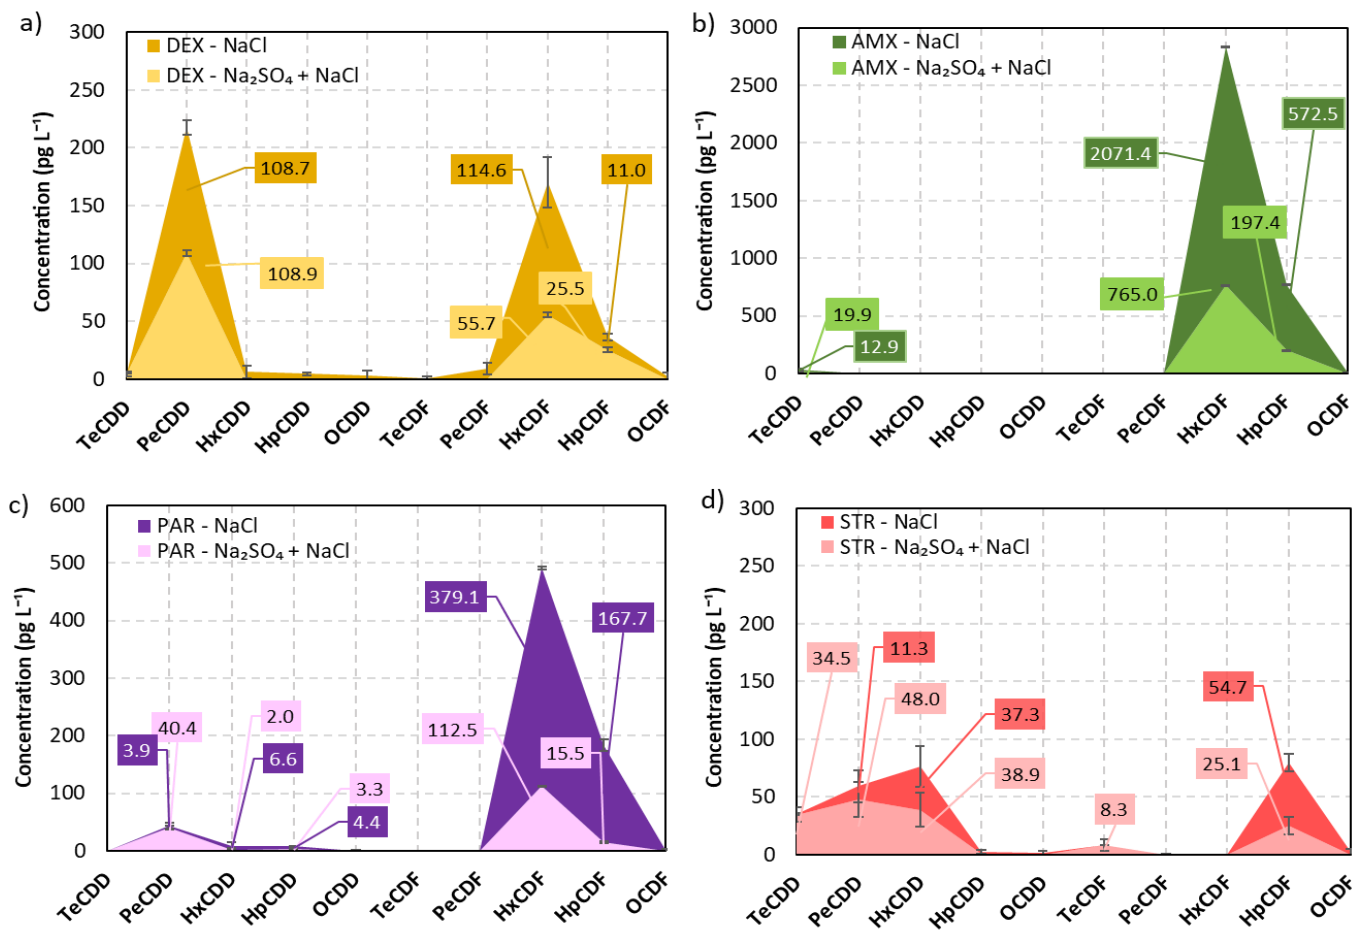 a)
300
250
200
150
100
50
0
Concentration (pg L⁻¹)
DEX - NaCl
DEX - Na₂SO₄ + NaCl
108.7
108.9
114.6
11.0
25.5
55.7
TeCDD
PeCDD
HxCDD
HpCDD
OCDD
TeCDF
PeCDF
HxCDF
HpCDF
OCDF
b)
3000
2500
2000
1500
1000
500
0
Concentration (pg L⁻¹)
AMX - NaCl
AMX - Na₂SO₄ + NaCl
572.5
2071.4
197.4
765.0
19.9
12.9
TeCDD
PeCDD
HxCDD
HpCDD
OCDD
TeCDF
PeCDF
HxCDF
HpCDF
OCDF
c)
600
500
400
300
200
100
0
Concentration (pg L⁻¹)
PAR - NaCl
PAR - Na₂SO₄ + NaCl
379.1
167.7
112.5
15.5
40.4
3.9
2.0
6.6
3.3
4.4
TeCDD
PeCDD
HxCDD
HpCDD
OCDD
TeCDF
PeCDF
HxCDF
HpCDF
OCDF
d)
300
250
200
150
100
50
0
Concentration (pg L⁻¹)
STR - NaCl
STR - Na₂SO₄ + NaCl
34.5
11.3
48.0
37.3
38.9
8.3
54.7
25.1
TeCDD
PeCDD
HxCDD
HpCDD
OCDD
TeCDF
PeCDF
HxCDF
HpCDF
OCDF